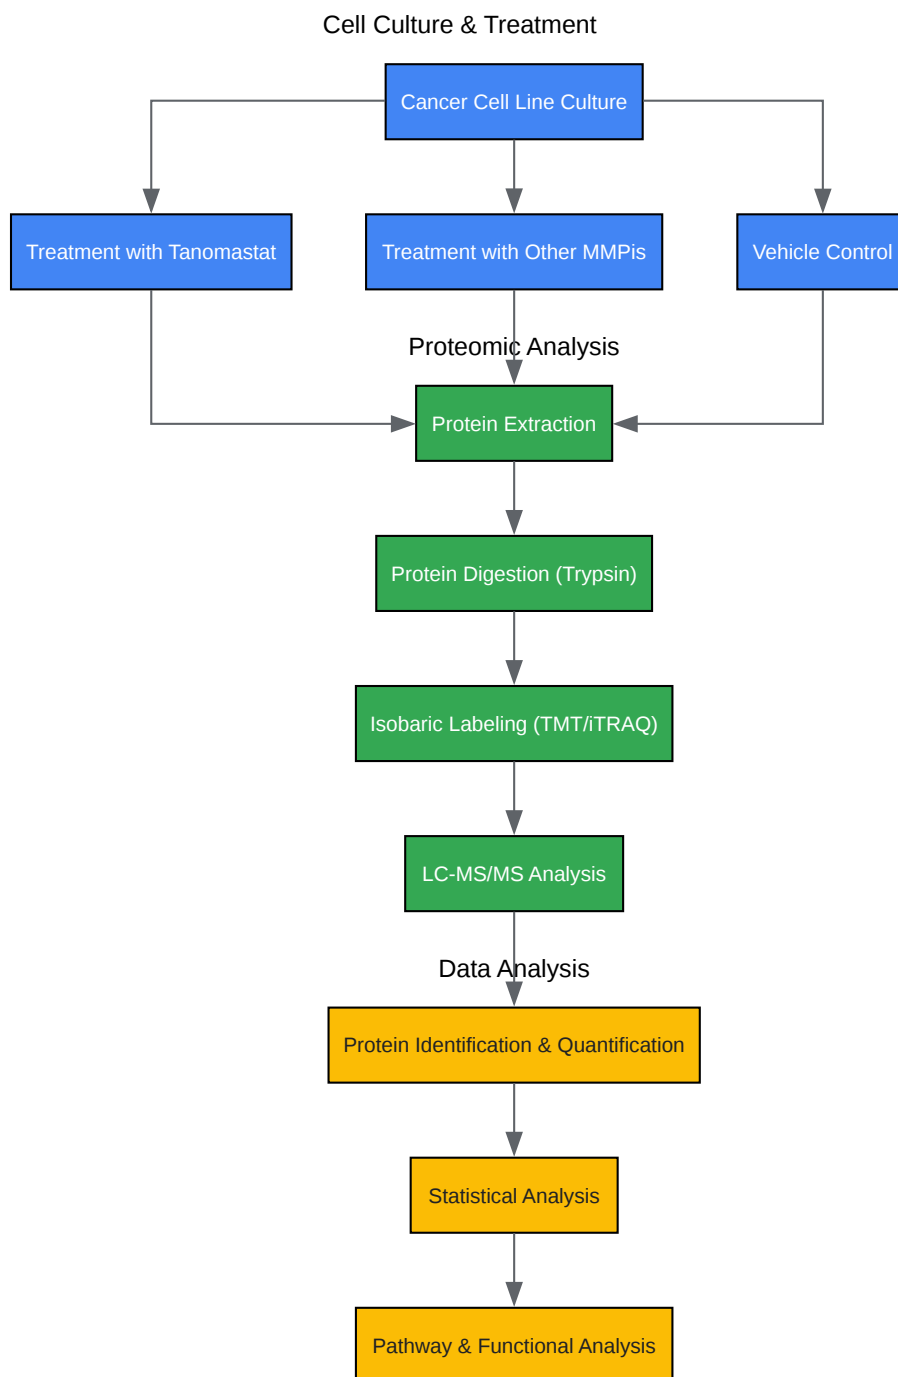 Cell Culture & Treatment
Cancer Cell Line Culture
Treatment with Tanomastat
Treatment with Other MMPis
Vehicle Control
Proteomic Analysis
Protein Extraction
Protein Digestion (Trypsin)
Isobaric Labeling (TMT/iTRAQ)
LC-MS/MS Analysis
Data Analysis
Protein Identification & Quantification
Statistical Analysis
Pathway & Functional Analysis